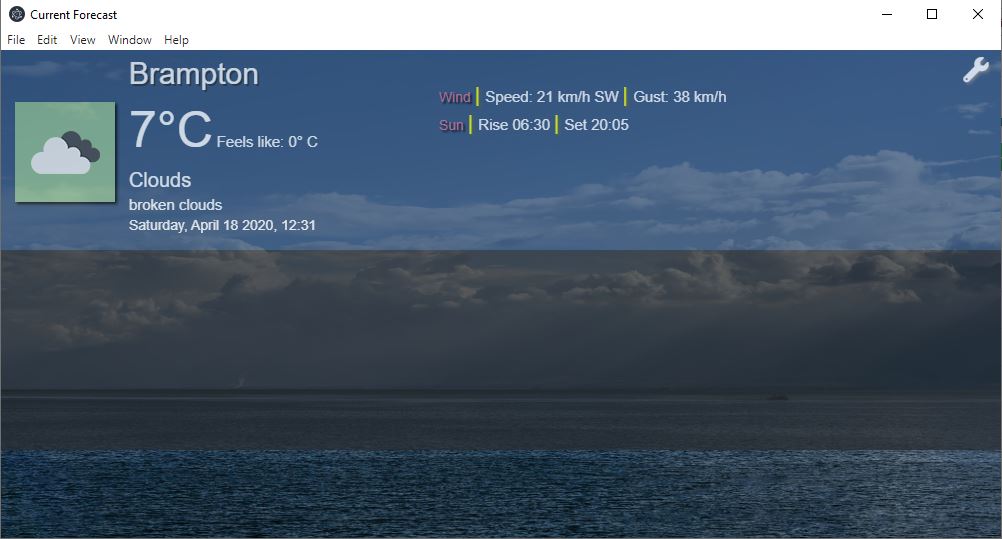 Current Forecast
File Edit View Window Help
Brampton
7°C Feels like: 0° C
Clouds
broken clouds
Saturday, April 18 2020, 12:31
Wind | Speed: 21 km/h SW | Gust: 38 km/h
Sun | Rise 06:30 | Set 20:05